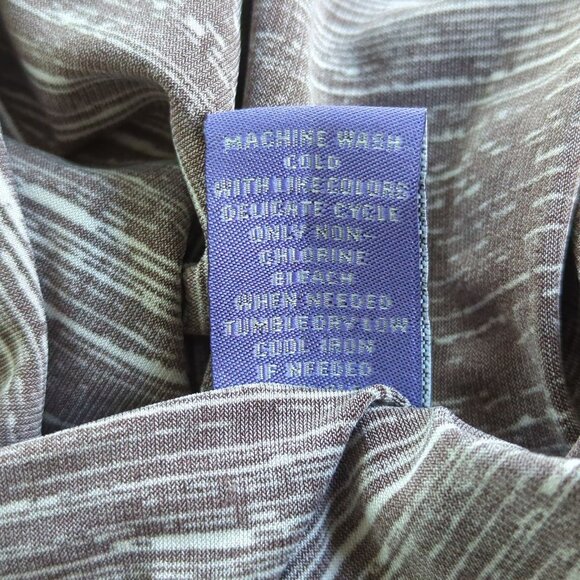 MACHINE WASH
COLD
WITH LIKE COLORS
DELICATE CYCLE
ONLY NON-
CHLORINE
BLEACH
WHEN NEEDED
TUMBLE DRY LOW
COOL IRON
IF NEEDED